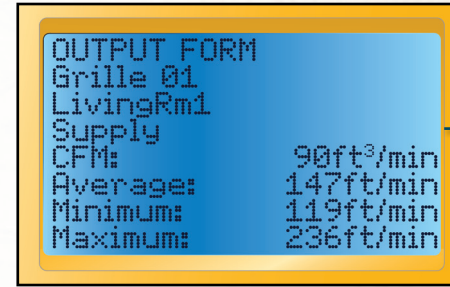 OUTPUT FORM
Grille 01
LivingRm1
Supply
CFM: 90ft³/min
Average: 147ft/min
Minimum: 119ft/min
Maximum: 236ft/min